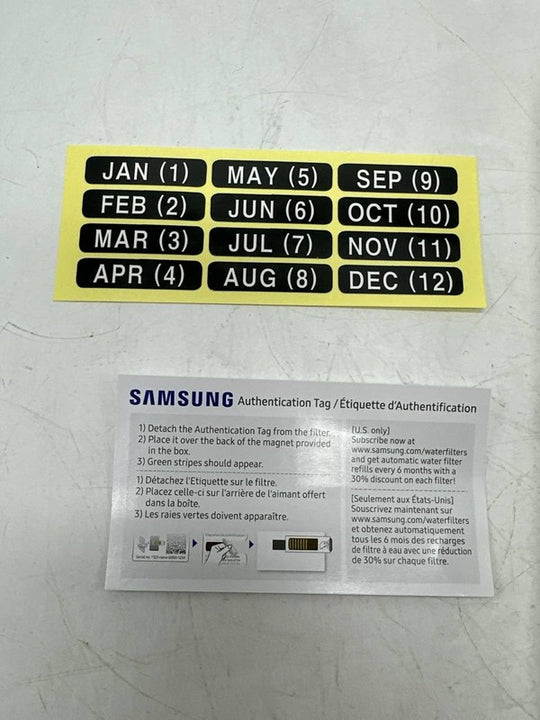 JAN (1) MAY (5) SEP (9)
FEB (2) JUN (6) OCT (10)
MAR (3) JUL (7) NOV (11)
APR (4) AUG (8) DEC (12)
SAMSUNG Authentication Tag / Étiquette d'Authentification
1) Detach the Authentication Tag from the filter.
2) Place it over the back of the magnet provided
in the box.
3) Green stripes should appear.
1) Détachez l'Etiquette sur le filtre.
2) Placez celle-ci sur l'arrière de l'aimant offert
dans la boîte.
3) Les raies vertes doivent apparaître.
[U.S. only]
Subscribe now at
www.samsung.com/waterfilters
and get automatic water filter
refills every 6 months with a
30% discount on each filter!
[Seulement aux États-Unis]
Souscrivez maintenant sur
www.samsung.com/waterfilters
et obtenez automatiquement
tous les 6 mois des recharges
de filtre à eau avec une réduction
de 30% sur chaque filtre.